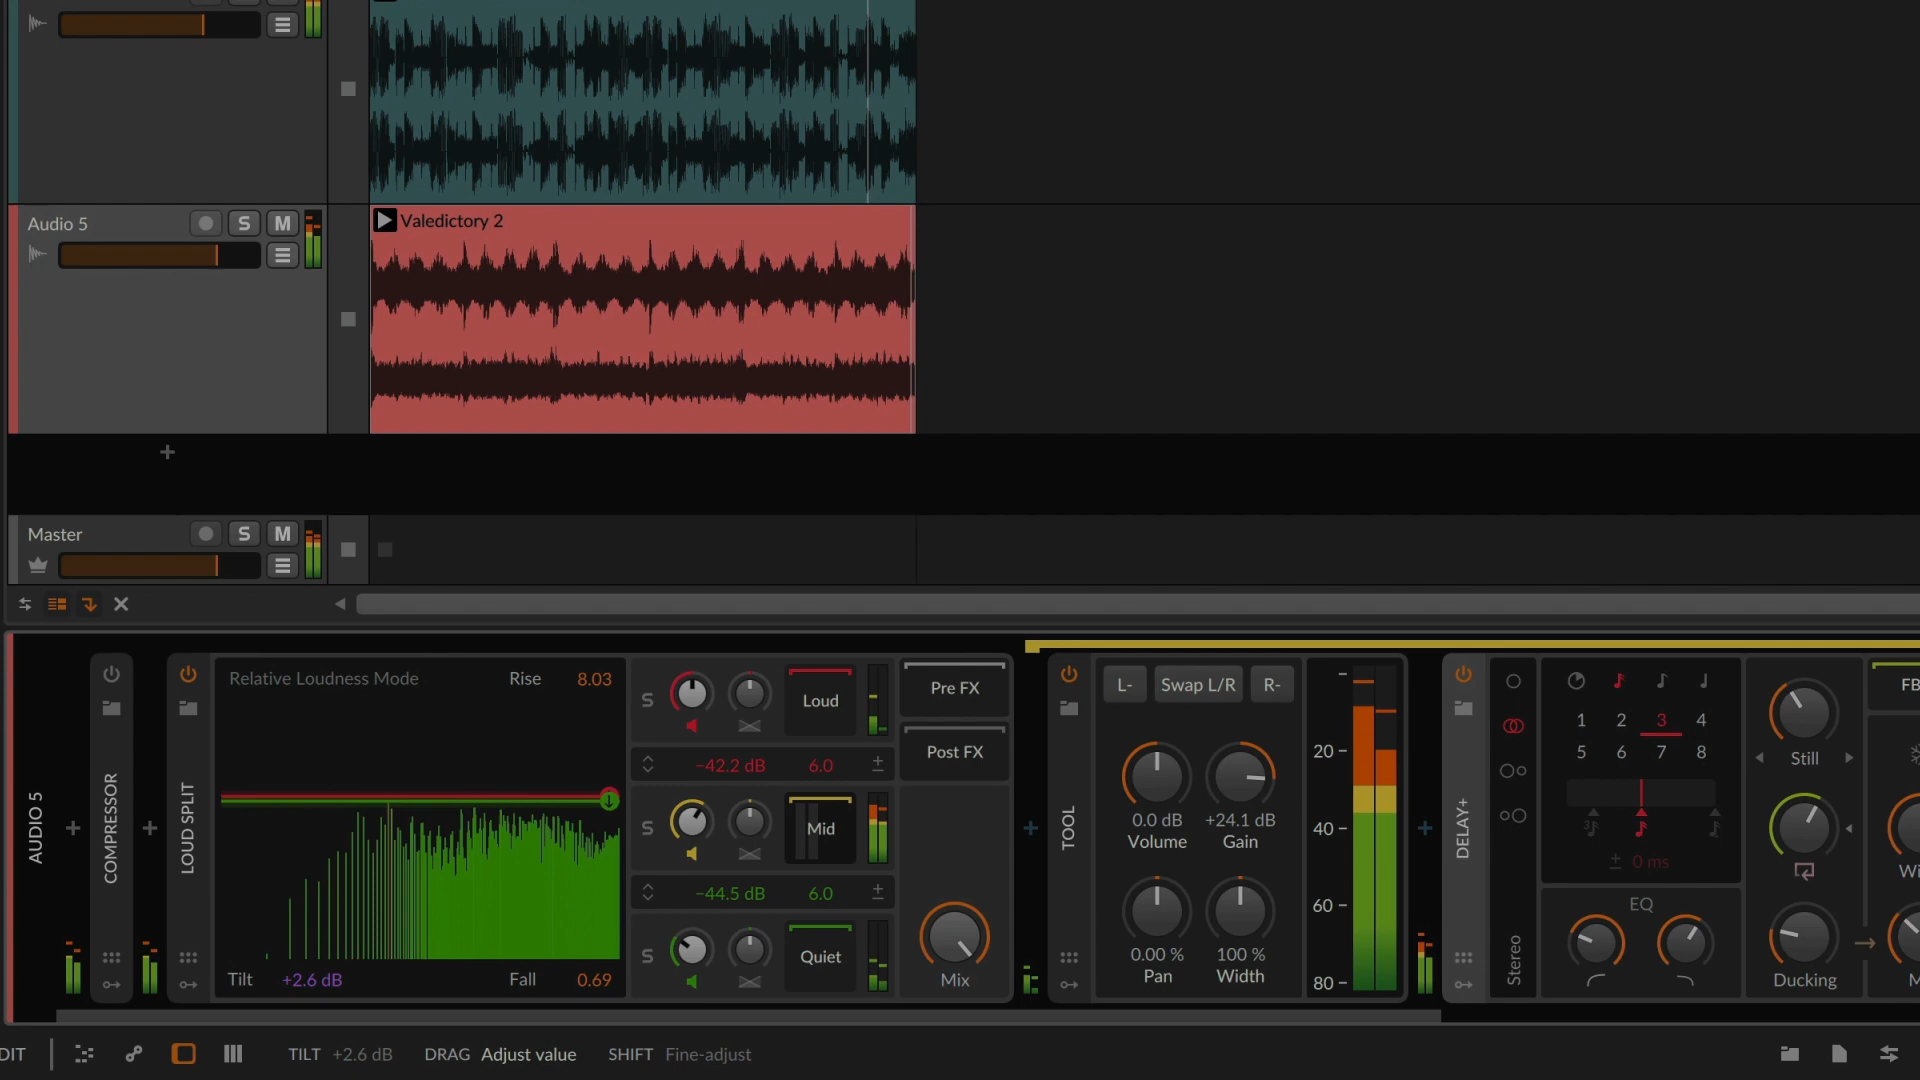 Audio 5
S
M
Valedictory 2
Master
S
M
AUDIO 5
COMPRESSOR
LOUD SPLIT
Relative Loudness Mode
Rise
8.03
Tilt
+2.6 dB
Fall
0.69
S
Loud
−42.2 dB
6.0
S
Mid
−44.5 dB
6.0
S
Quiet
Pre FX
Post FX
Mix
TOOL
L-
Swap L/R
R-
0.0 dB
Volume
+24.1 dB
Gain
0.00 %
Pan
100 %
Width
20
40
60
80
DELAY+
Stereo
1 2 3 4
5 6 7 8
0 ms
EQ
Still
Ducking
FB
Wi
M
DIT
TILT +2.6 dB
DRAG Adjust value
SHIFT Fine-adjust